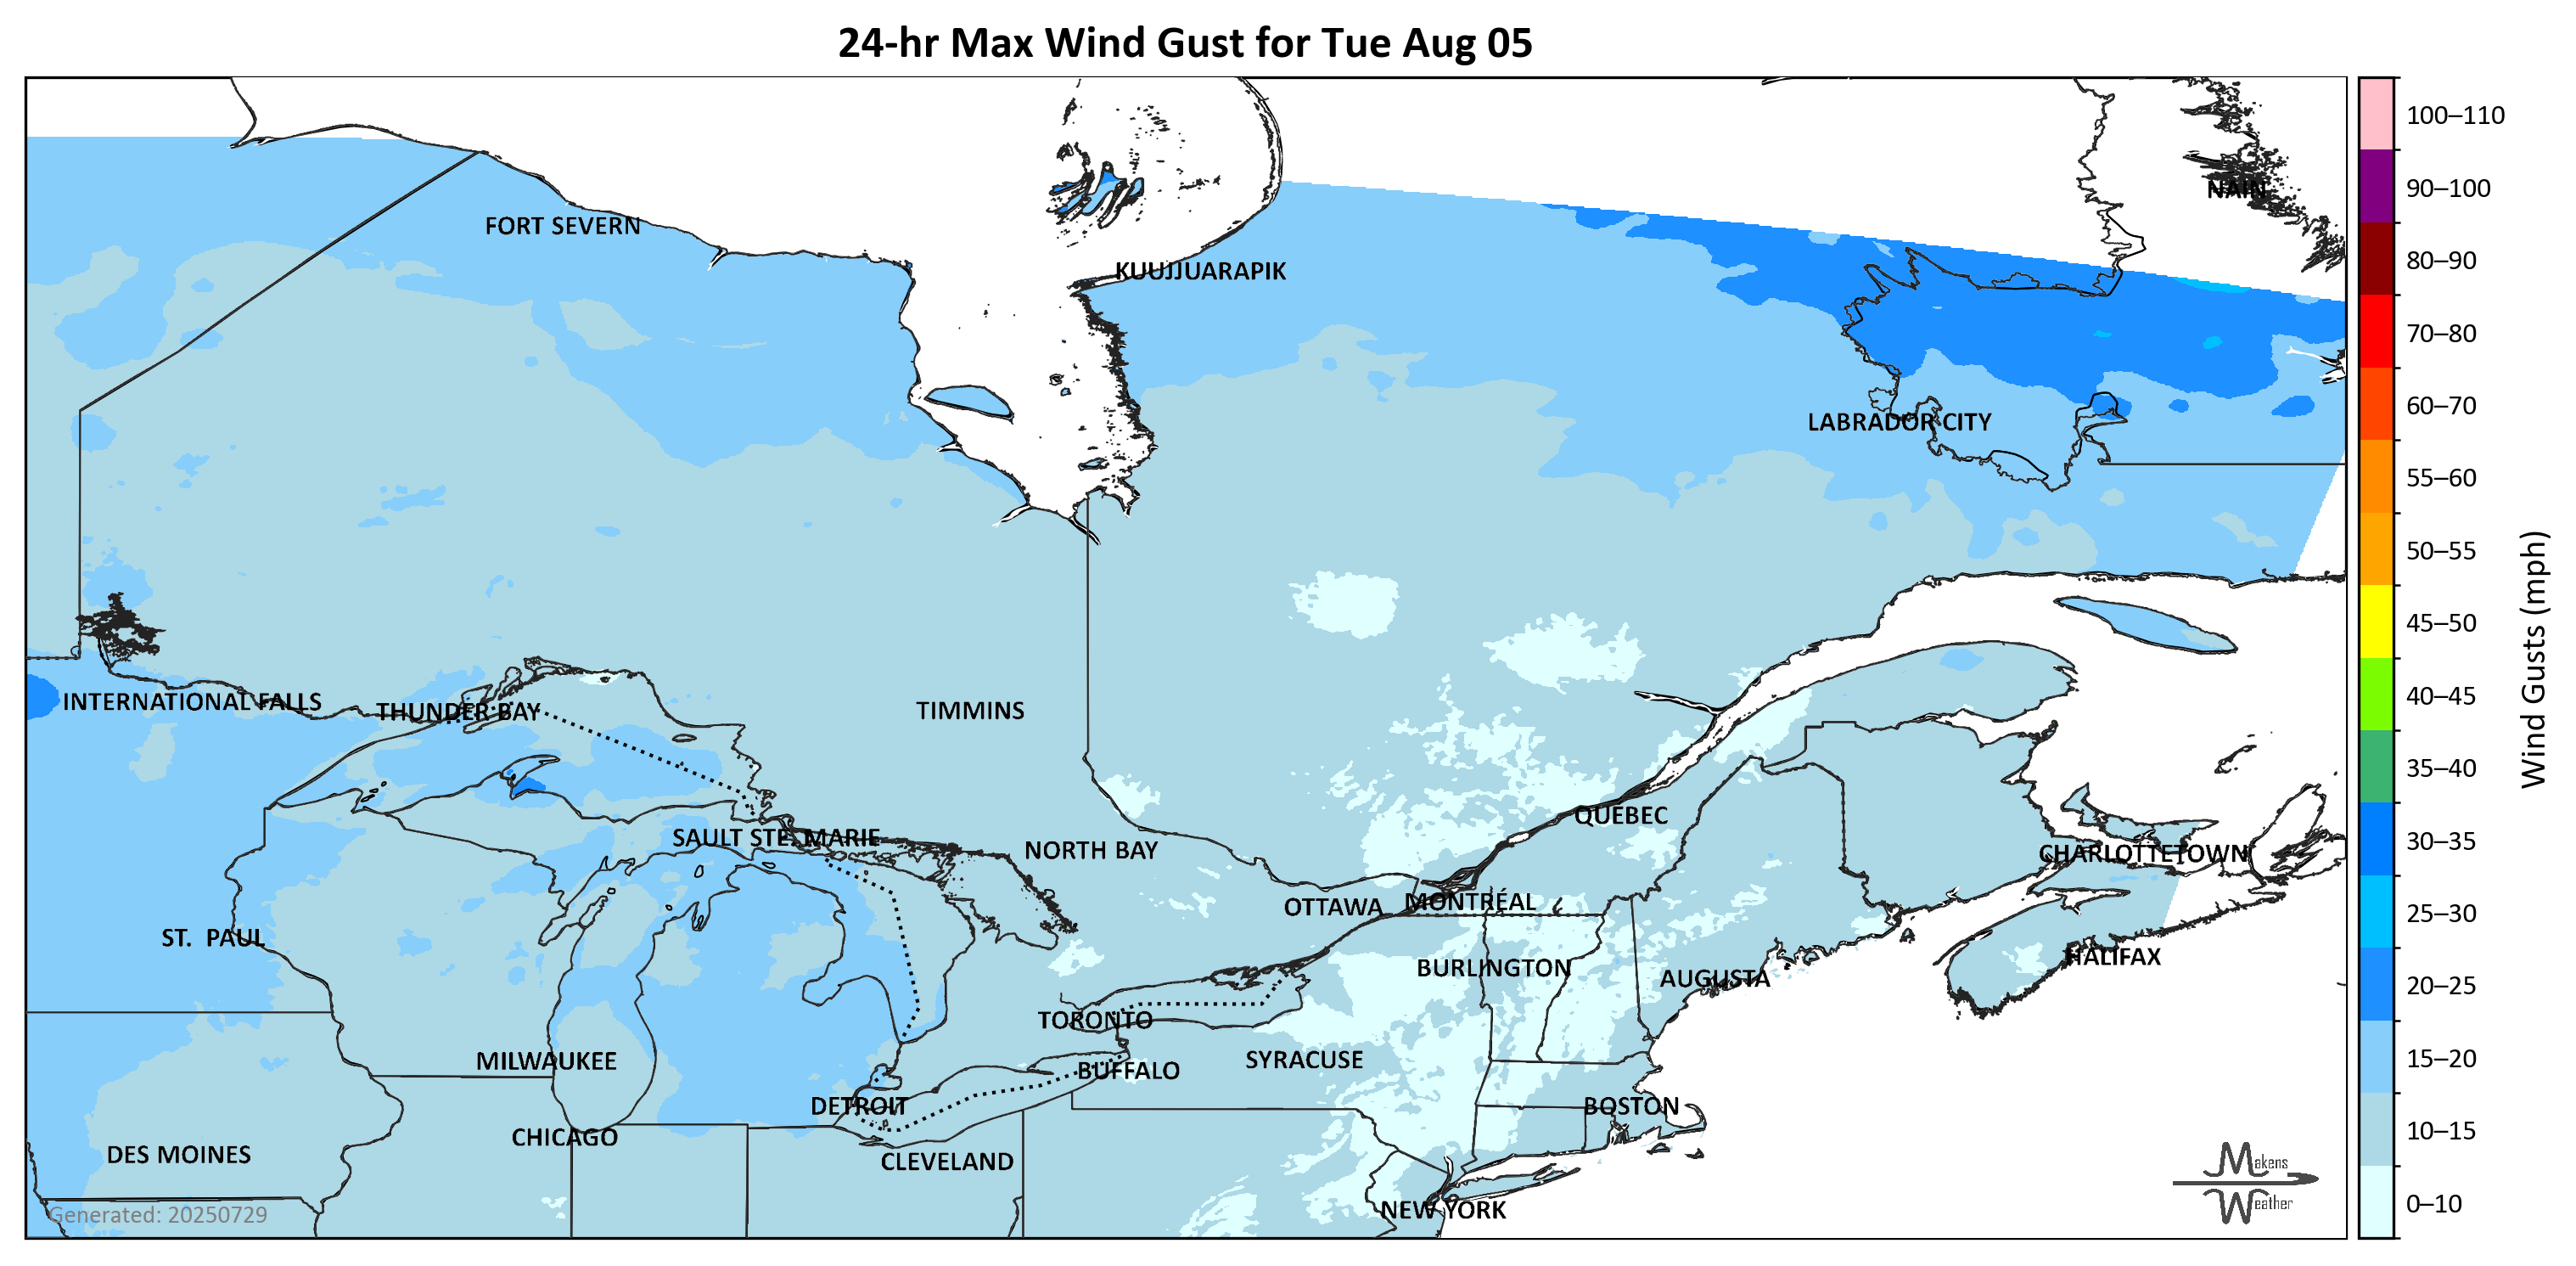 24-hr Max Wind Gust for Tue Aug 05
100–110
90–100
80–90
70–80
60–70
55–60
50–55
45–50
40–45
35–40
30–35
25–30
20–25
15–20
10–15
0–10
Wind Gusts (mph)
NAIN
FORT SEVERN
KUUJJUARAPIK
LABRADOR CITY
INTERNATIONAL FALLS
THUNDER BAY
TIMMINS
QUEBEC
SAULT STE. MARIE
NORTH BAY
CHARLOTTETOWN
OTTAWA
MONTRÉAL
ST. PAUL
HALIFAX
BURLINGTON
AUGUSTA
TORONTO
MILWAUKEE
SYRACUSE
BUFFALO
DETROIT
BOSTON
CHICAGO
DES MOINES
CLEVELAND
NEW YORK
Generated: 20250729
Makens
Weather